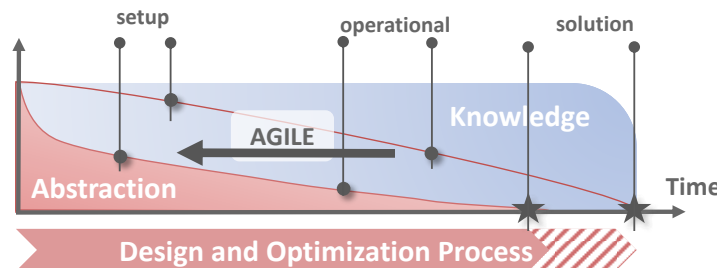 setup
operational
solution
Knowledge
AGILE
Abstraction
Time
Design and Optimization Process